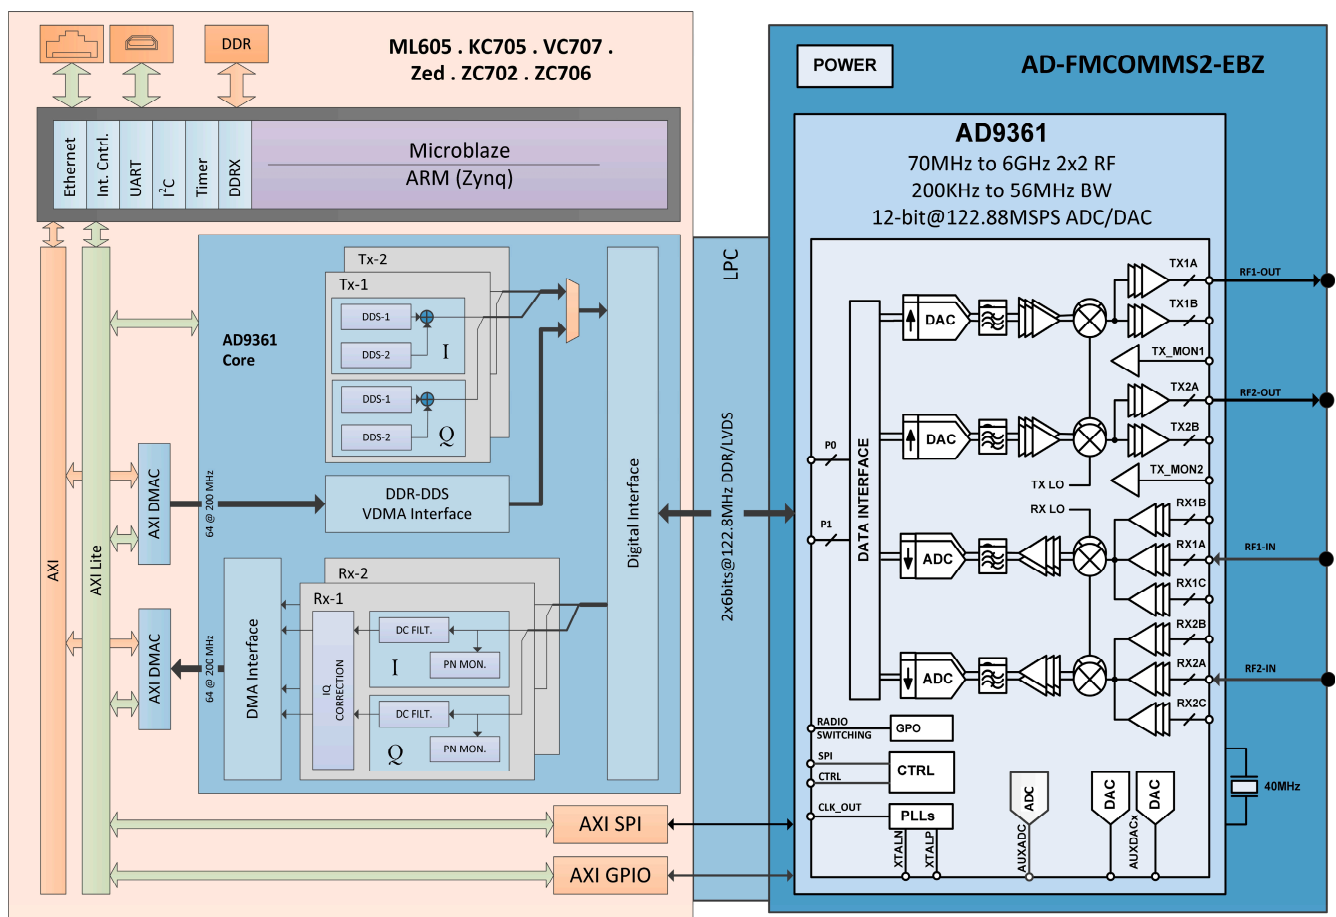 DDR
ML605 . KC705 . VC707 .
Zed . ZC702 . ZC706
Ethernet
Int. Cntrl.
UART
I²C
Timer
DDRX
Microblaze
ARM (Zynq)
AXI
AXI Lite
AD9361
Core
Tx-2
Tx-1
DDS-1
DDS-2
I
DDS-1
DDS-2
Q
AXI DMAC
64 @ 200 MHz
DDR-DDS
VDMA Interface
Digital Interface
AXI DMAC
64 @ 200 MHz
DMA Interface
Rx-2
Rx-1
IQ
CORRECTION
DC FILT.
I
PN MON.
DC FILT.
Q
PN MON.
AXI SPI
AXI GPIO
LPC
2x6bits@122.8MHz DDR/LVDS
POWER
AD-FMCOMMS2-EBZ
AD9361
70MHz to 6GHz 2x2 RF
200KHz to 56MHz BW
12-bit@122.88MSPS ADC/DAC
P0
P1
DATA INTERFACE
DAC
TX1A
RF1-OUT
TX1B
TX_MON1
DAC
TX2A
RF2-OUT
TX2B
TX_MON2
TX LO
RX LO
RX1B
ADC
RX1A
RF1-IN
RX1C
RX2B
ADC
RX2A
RF2-IN
RX2C
RADIO
SWITCHING
GPO
SPI
CTRL
CTRL
CLK_OUT
PLLs
XTALN
XTALP
ADC
AUXADC
DAC
AUXDACx
DAC
40MHz